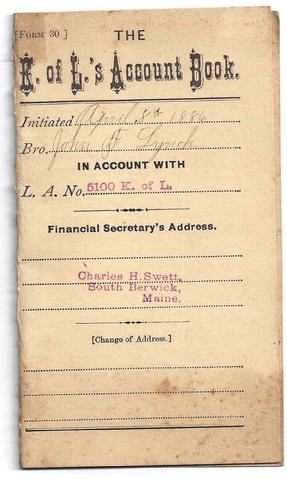 [FORM 30]
THE
K. of L.'s Account Book.
Initiated April 8th 1886
Bro. John F Lynch
IN ACCOUNT WITH
L. A. No. 5100 K. of L.
Financial Secretary's Address.
Charles H. Swett,
South Berwick,
Maine.
[Change of Address.]